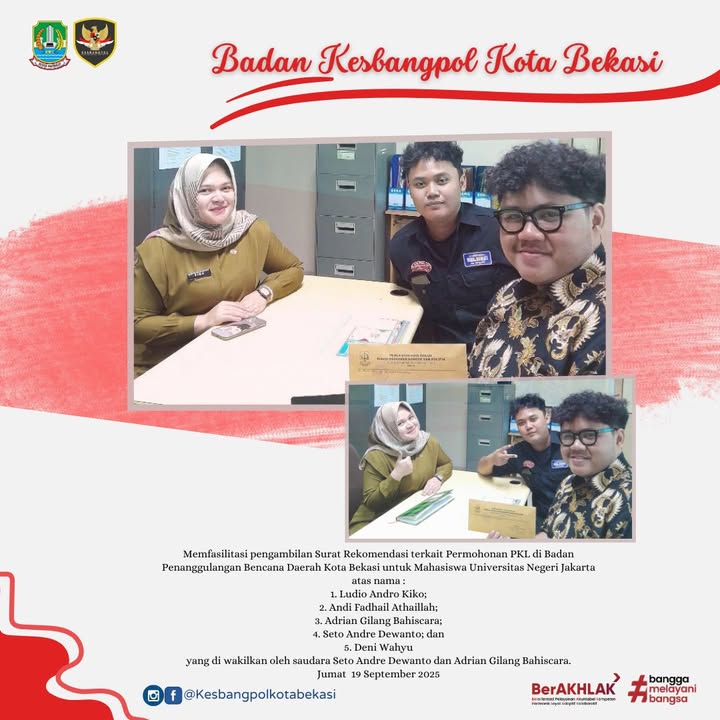 Badan Kesbangpol Kota Bekasi
Memfasilitasi pengambilan Surat Rekomendasi terkait Permohonan PKL di Badan
Penanggulangan Bencana Daerah Kota Bekasi untuk Mahasiswa Universitas Negeri Jakarta
atas nama :
1. Ludio Andro Kiko;
2. Andi Fadhail Athaillah;
3. Adrian Gilang Bahiscara;
4. Seto Andre Dewanto; dan
5. Deni Wahyu
yang di wakilkan oleh saudara Seto Andre Dewanto dan Adrian Gilang Bahiscara.
Jumat 19 September 2025
@Kesbangpolkotabekasi
BerAKHLAK
#bangga
melayani
bangsa